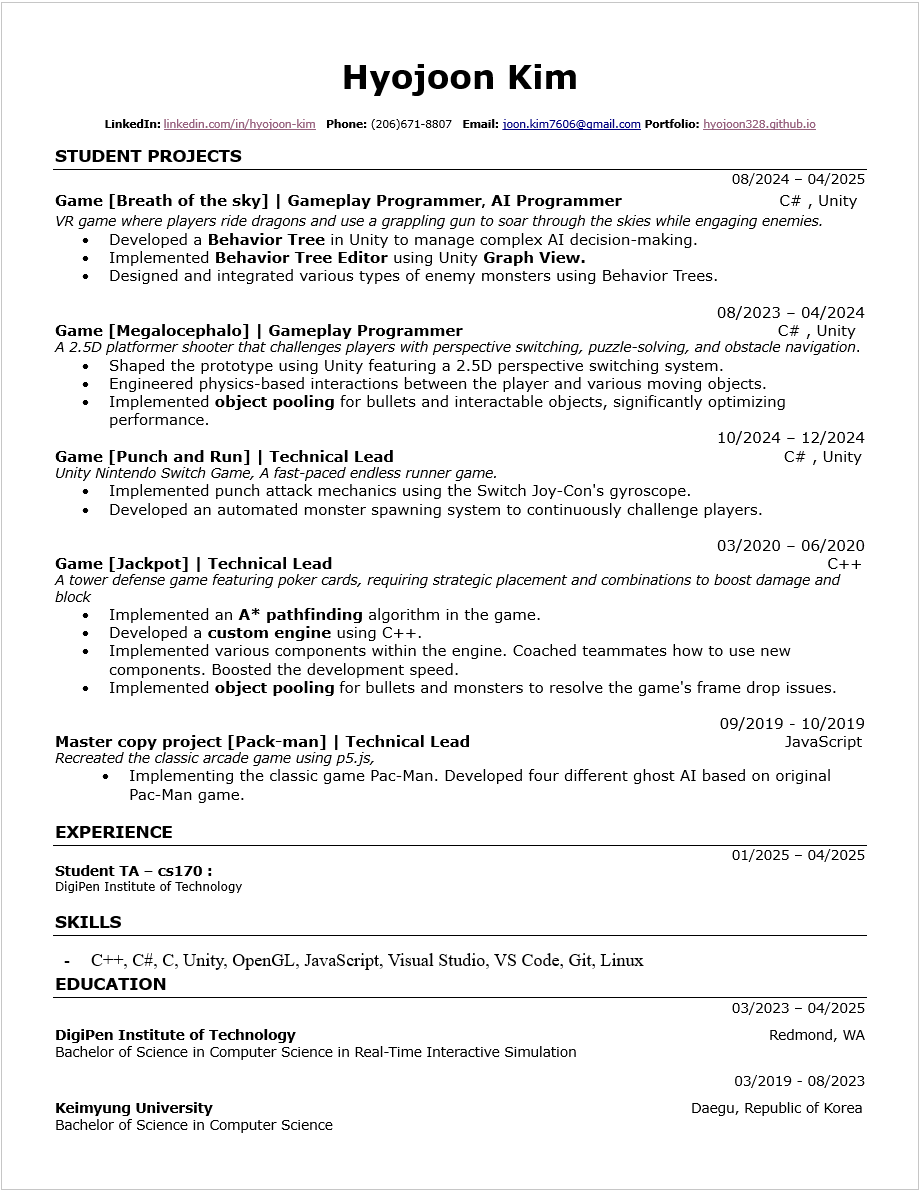 Hyojoon Kim
LinkedIn: linkedin.com/in/hyojoon-kim Phone: (206)671-8807 Email: joon.kim7606@gmail.com Portfolio: hyojoon328.github.io
STUDENT PROJECTS
08/2024 – 04/2025
Game [Breath of the sky] | Gameplay Programmer, AI Programmer C# , Unity
VR game where players ride dragons and use a grappling gun to soar through the skies while engaging enemies.
• Developed a Behavior Tree in Unity to manage complex AI decision-making.
• Implemented Behavior Tree Editor using Unity Graph View.
• Designed and integrated various types of enemy monsters using Behavior Trees.
08/2023 – 04/2024
Game [Megalocephalo] | Gameplay Programmer C# , Unity
A 2.5D platformer shooter that challenges players with perspective switching, puzzle-solving, and obstacle navigation.
• Shaped the prototype using Unity featuring a 2.5D perspective switching system.
• Engineered physics-based interactions between the player and various moving objects.
• Implemented object pooling for bullets and interactable objects, significantly optimizing
performance.
10/2024 – 12/2024
Game [Punch and Run] | Technical Lead C# , Unity
Unity Nintendo Switch Game, A fast-paced endless runner game.
• Implemented punch attack mechanics using the Switch Joy-Con's gyroscope.
• Developed an automated monster spawning system to continuously challenge players.
03/2020 – 06/2020
Game [Jackpot] | Technical Lead C++
A tower defense game featuring poker cards, requiring strategic placement and combinations to boost damage and
block
• Implemented an A* pathfinding algorithm in the game.
• Developed a custom engine using C++.
• Implemented various components within the engine. Coached teammates how to use new
components. Boosted the development speed.
• Implemented object pooling for bullets and monsters to resolve the game's frame drop issues.
09/2019 - 10/2019
Master copy project [Pack-man] | Technical Lead JavaScript
Recreated the classic arcade game using p5.js,
• Implementing the classic game Pac-Man. Developed four different ghost AI based on original
Pac-Man game.
EXPERIENCE
01/2025 – 04/2025
Student TA – cs170 :
DigiPen Institute of Technology
SKILLS
- C++, C#, C, Unity, OpenGL, JavaScript, Visual Studio, VS Code, Git, Linux
EDUCATION
03/2023 – 04/2025
DigiPen Institute of Technology Redmond, WA
Bachelor of Science in Computer Science in Real-Time Interactive Simulation
03/2019 - 08/2023
Keimyung University Daegu, Republic of Korea
Bachelor of Science in Computer Science